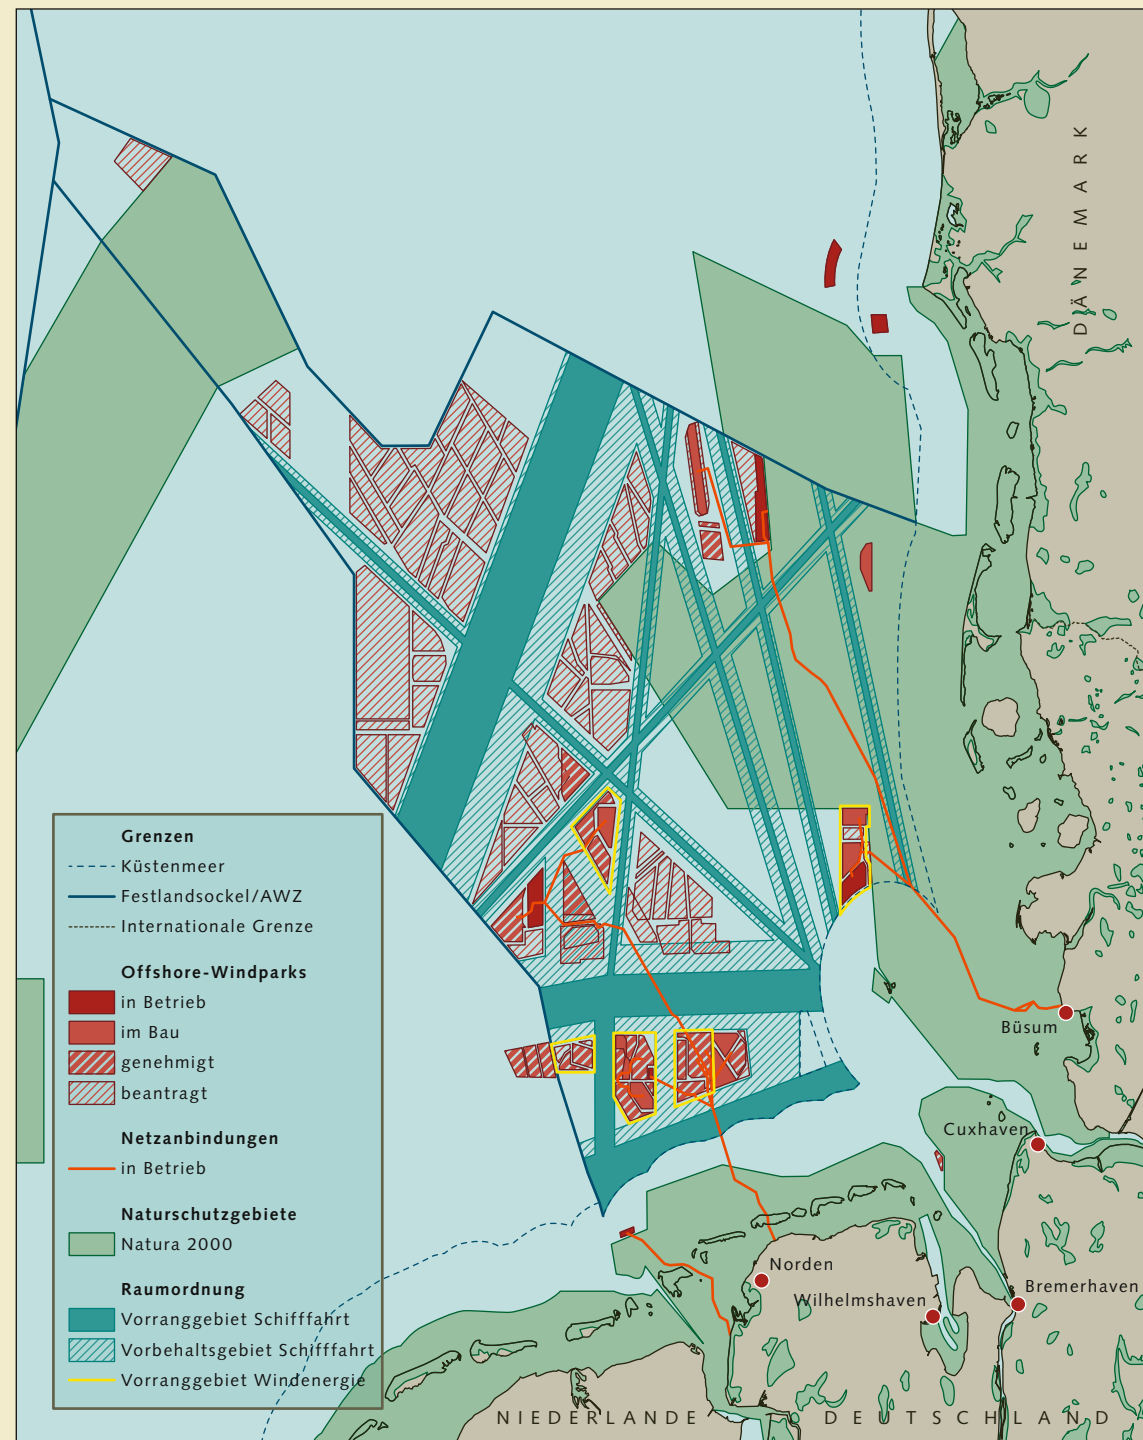 DÄNEMARK
Grenzen
Küstenmeer
Festlandsockel/AWZ
Internationale Grenze
Offshore-Windparks
in Betrieb
im Bau
genehmigt
beantragt
Netzanbindungen
in Betrieb
Naturschutzgebiete
Natura 2000
Raumordnung
Vorranggebiet Schifffahrt
Vorbehaltsgebiet Schifffahrt
Vorranggebiet Windenergie
Büsum
Cuxhaven
Norden
Wilhelmshaven
Bremerhaven
NIEDERLANDE
DEUTSCHLAND